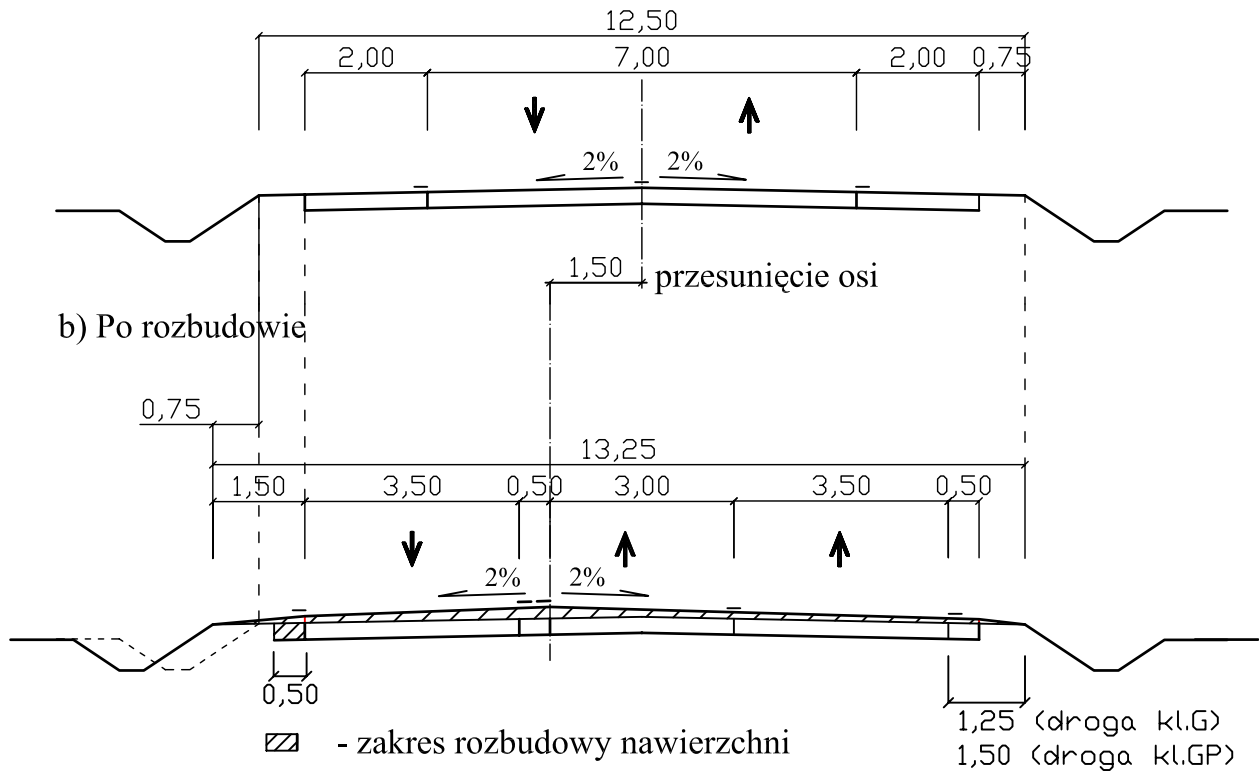 12,50
2,00 7,00 2,00 0,75
2% 2%
1,50 przesunięcie osi
b) Po rozbudowie
0,75
13,25
1,50 3,50 0,50 3,00 3,50 0,50
2% 2%
0,50
1,25 (droga kl.G)
- zakres rozbudowy nawierzchni
1,50 (droga kl.GP)